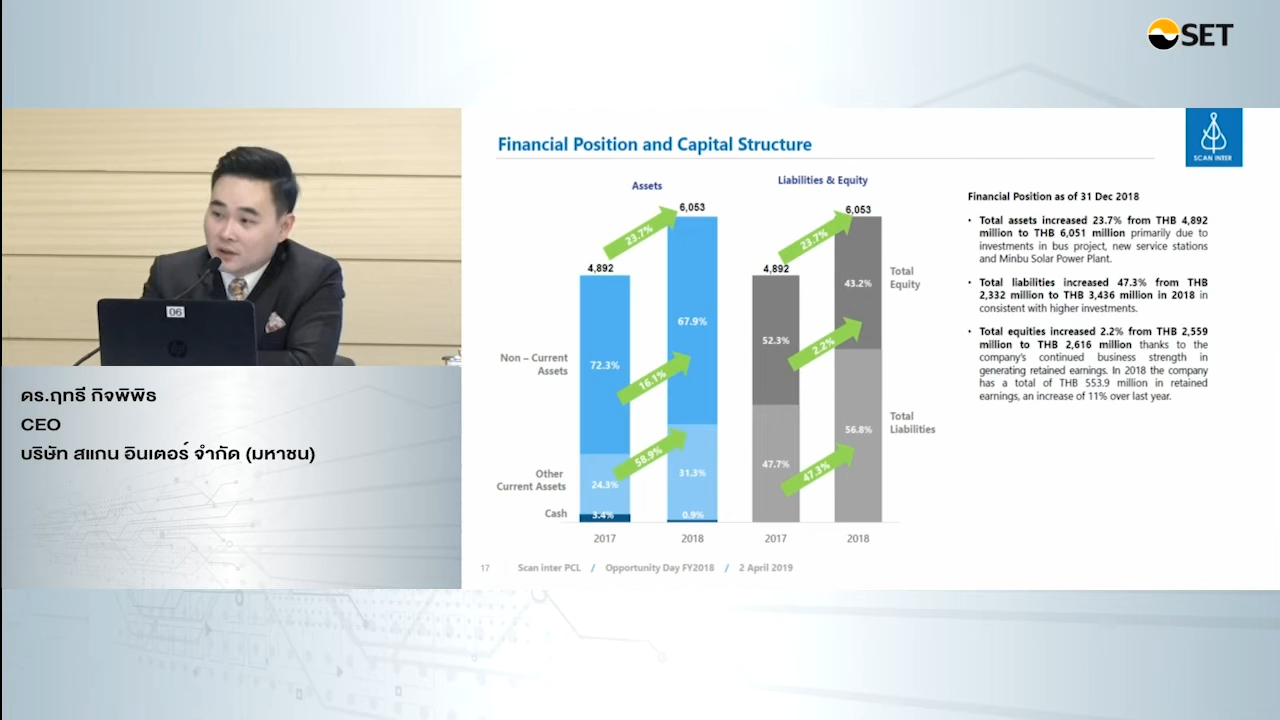 SET
Financial Position and Capital Structure
SCAN INTER
Assets
Liabilities & Equity
6,053
6,053
23.7%
23.7%
4,892
4,892
Total
Equity
43.2%
67.9%
52.3%
2.2%
Non – Current
Assets
72.3%
16.1%
Total
Liabilities
56.8%
58.9%
47.7%
47.3%
Other
Current Assets
24.3%
31.3%
Cash
3.4%
0.9%
2017
2018
2017
2018
Financial Position as of 31 Dec 2018
• Total assets increased 23.7% from THB 4,892
million to THB 6,051 million primarily due to
investments in bus project, new service stations
and Minbu Solar Power Plant.
• Total liabilities increased 47.3% from THB
2,332 million to THB 3,436 million in 2018 in
consistent with higher investments.
• Total equities increased 2.2% from THB 2,559
million to THB 2,616 million thanks to the
company's continued business strength in
generating retained earnings. In 2018 the company
has a total of THB 553.9 million in retained
earnings, an increase of 11% over last year.
17 Scan inter PCL / Opportunity Day FY2018 / 2 April 2019
06
hp
ดร.ฤทธี กิจพิพิธ
CEO
บริษัท สแกน อินเตอร์ จำกัด (มหาชน)